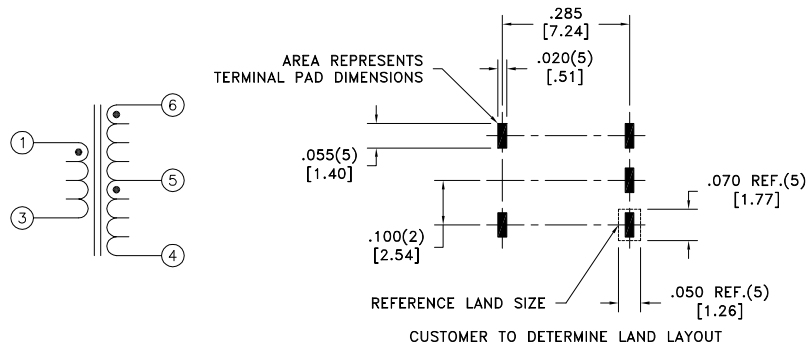 .285
[7.24]
AREA REPRESENTS
TERMINAL PAD DIMENSIONS
.020(5)
[.51]
6
1
.055(5)
[1.40]
5
.070 REF.(5)
[1.77]
3
.100(2)
[2.54]
4
REFERENCE LAND SIZE
.050 REF.(5)
[1.26]
CUSTOMER TO DETERMINE LAND LAYOUT